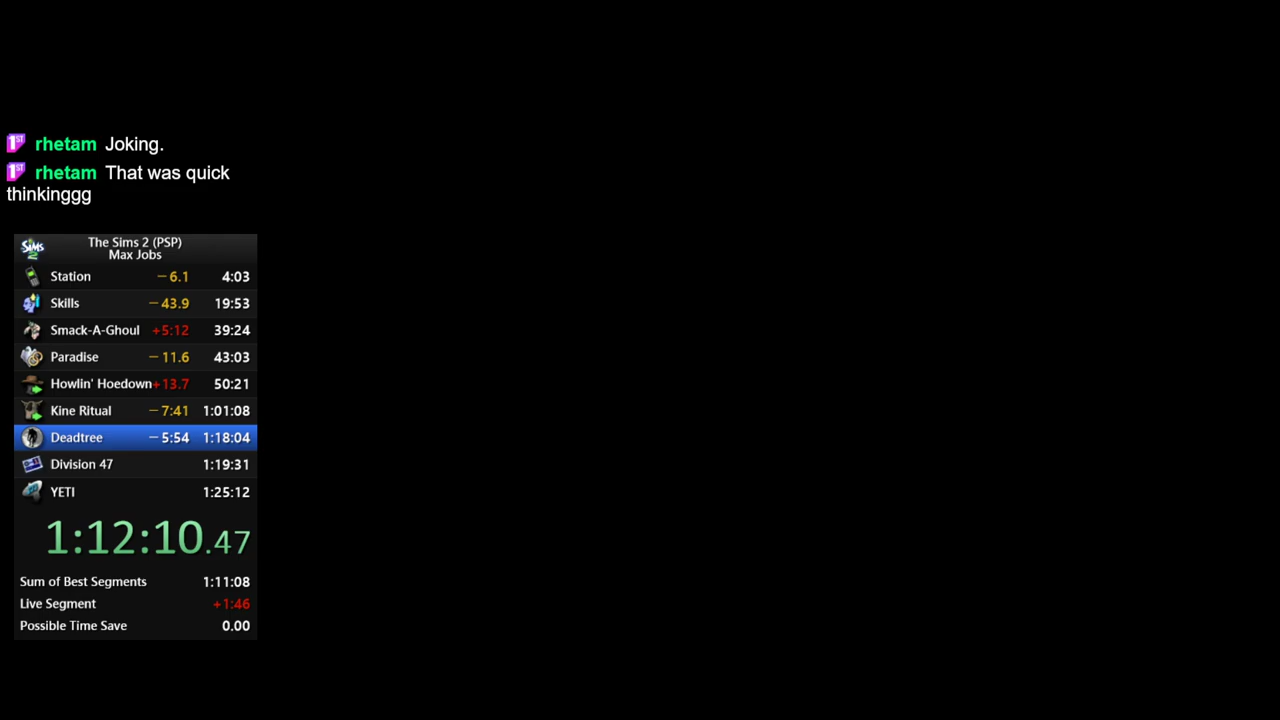 rhetam Joking.
rhetam That was quick
thinkinggg
The Sims 2 (PSP)
Max Jobs
Station −6.1 4:03
Skills −43.9 19:53
Smack-A-Ghoul +5:12 39:24
Paradise −11.6 43:03
Howlin' Hoedown +13.7 50:21
Kine Ritual −7:41 1:01:08
Deadtree −5:54 1:18:04
Division 47 1:19:31
YETI 1:25:12
1:12:10.47
Sum of Best Segments 1:11:08
Live Segment +1:46
Possible Time Save 0.00